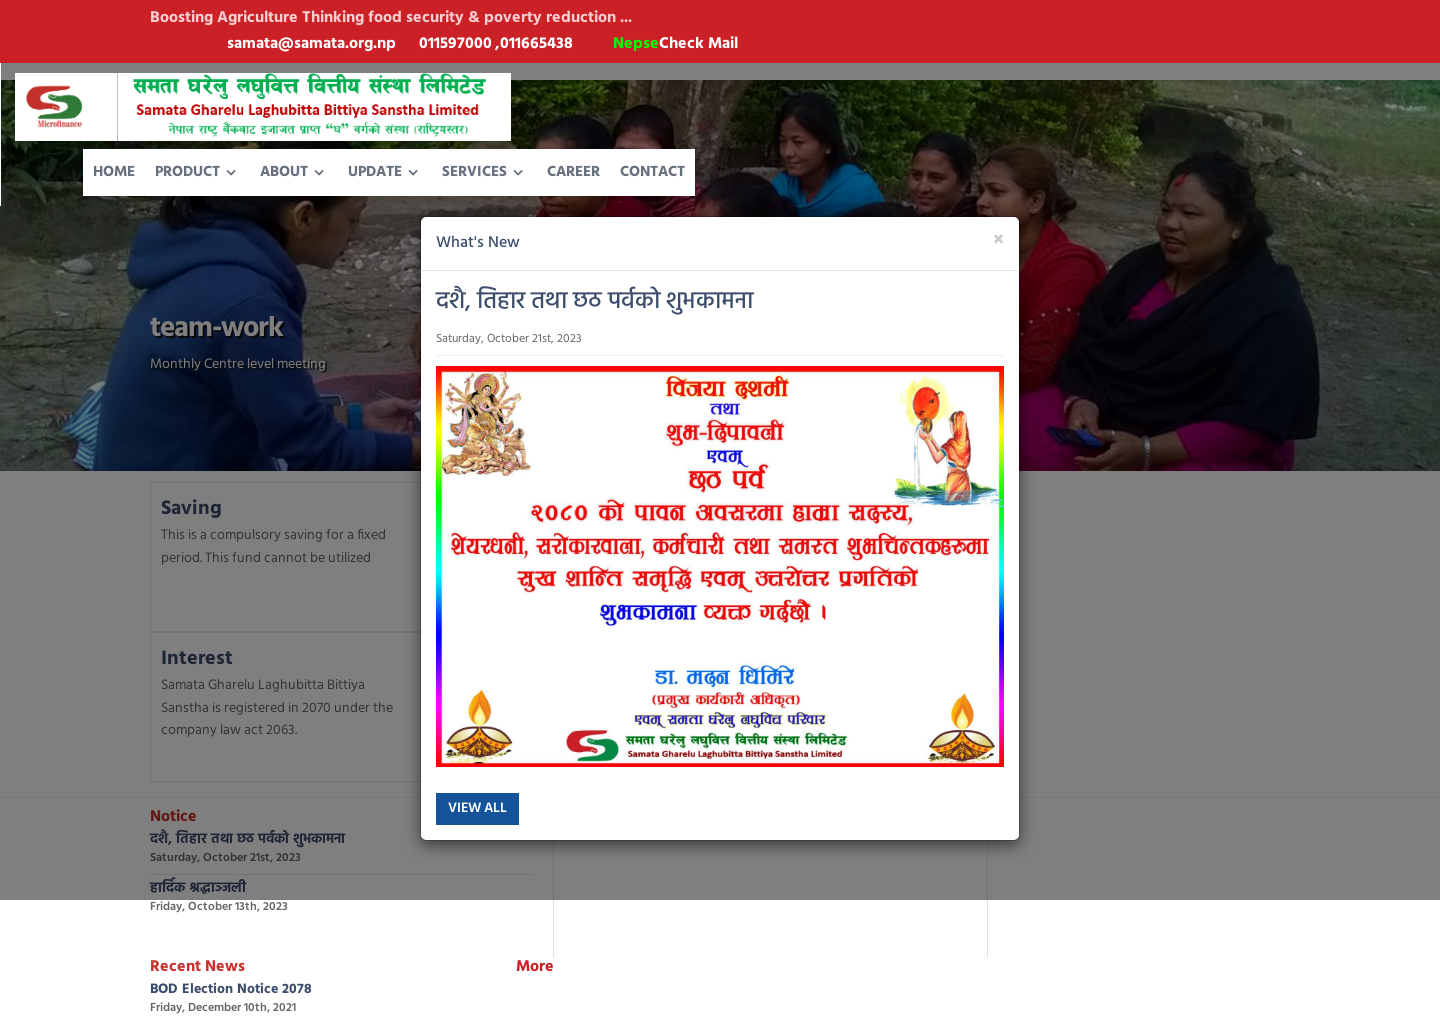 Boosting Agriculture Thinking food security & poverty reduction ...
samata@samata.org.np 011597000 ,011665438 NepseCheck Mail
समता घरेलु लघुवित्त वित्तीय संस्था लिमिटेड
Samata Gharelu Laghubitta Bittiya Sanstha Limited
नेपाल राष्ट्र बैंकबाट इजाजत प्राप्त “घ” वर्गको संस्था (राष्ट्रियस्तर)
Microfinance
HOME PRODUCT ABOUT UPDATE SERVICES CAREER CONTACT
team-work
Monthly Centre level meeting
What's New
×
दशै, तिहार तथा छठ पर्वको शुभकामना
Saturday, October 21st, 2023
विजया दशमी
तथा
शुभ-दिपावली
एवम्
छठ पर्व
२०८० को पावन अवसरमा हाम्रा सदस्य,
शेयरधनी, सरोकारवाला, कर्मचारी तथा समस्त शुभचिन्तकहरूमा
सुख शान्ति समृद्धि एवम् उत्तरोत्तर प्रगतिको
शुभकामना व्यक्त गर्दछौं ।
डा. मदन घिमिरे
(प्रमुख कार्यकारी अधिकृत)
एवम् समता घरेलु लघुवित्त परिवार
समता घरेलु लघुवित्त वित्तीय संस्था लिमिटेड
Samata Gharelu Laghubitta Bittiya Sanstha Limited
VIEW ALL
Saving
This is a compulsory saving for a fixed
period. This fund cannot be utilized
Interest
Samata Gharelu Laghubitta Bittiya
Sanstha is registered in 2070 under the
company law act 2063.
Notice
दशै, तिहार तथा छठ पर्वको शुभकामना
Saturday, October 21st, 2023
हार्दिक श्रद्धाञ्जली
Friday, October 13th, 2023
Recent News More
BOD Election Notice 2078
Friday, December 10th, 2021